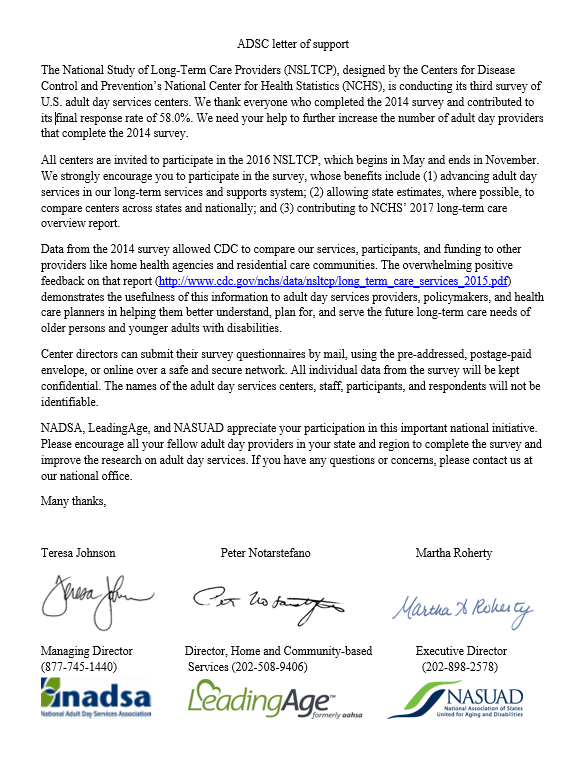 ADSC letter of support
The National Study of Long-Term Care Providers (NSLTCP), designed by the Centers for Disease
Control and Prevention's National Center for Health Statistics (NCHS), is conducting its third survey of
U.S. adult day services centers. We thank everyone who completed the 2014 survey and contributed to
its final response rate of 58.0%. We need your help to further increase the number of adult day providers
that complete the 2014 survey.
All centers are invited to participate in the 2016 NSLTCP, which begins in May and ends in November.
We strongly encourage you to participate in the survey, whose benefits include (1) advancing adult day
services in our long-term services and supports system; (2) allowing state estimates, where possible, to
compare centers across states and nationally; and (3) contributing to NCHS' 2017 long-term care
overview report.
Data from the 2014 survey allowed CDC to compare our services, participants, and funding to other
providers like home health agencies and residential care communities. The overwhelming positive
feedback on that report (http://www.cdc.gov/nchs/data/nsltcp/long_term_care_services_2015.pdf)
demonstrates the usefulness of this information to adult day services providers, policymakers, and health
care planners in helping them better understand, plan for, and serve the future long-term care needs of
older persons and younger adults with disabilities.
Center directors can submit their survey questionnaires by mail, using the pre-addressed, postage-paid
envelope, or online over a safe and secure network. All individual data from the survey will be kept
confidential. The names of the adult day services centers, staff, participants, and respondents will not be
identifiable.
NADSA, LeadingAge, and NASUAD appreciate your participation in this important national initiative.
Please encourage all your fellow adult day providers in your state and region to complete the survey and
improve the research on adult day services. If you have any questions or concerns, please contact us at
our national office.
Many thanks,
Teresa Johnson Peter Notarstefano Martha Roherty
Teresa John Pet Notarstefano Martha A Roherty
Managing Director Director, Home and Community-based Executive Director
(877-745-1440) Services (202-508-9406) (202-898-2578)
nadsa LeadingAge™ NASUAD
National Adult Day Services Association formerly aahsa National Association of States
United for Aging and Disabilities